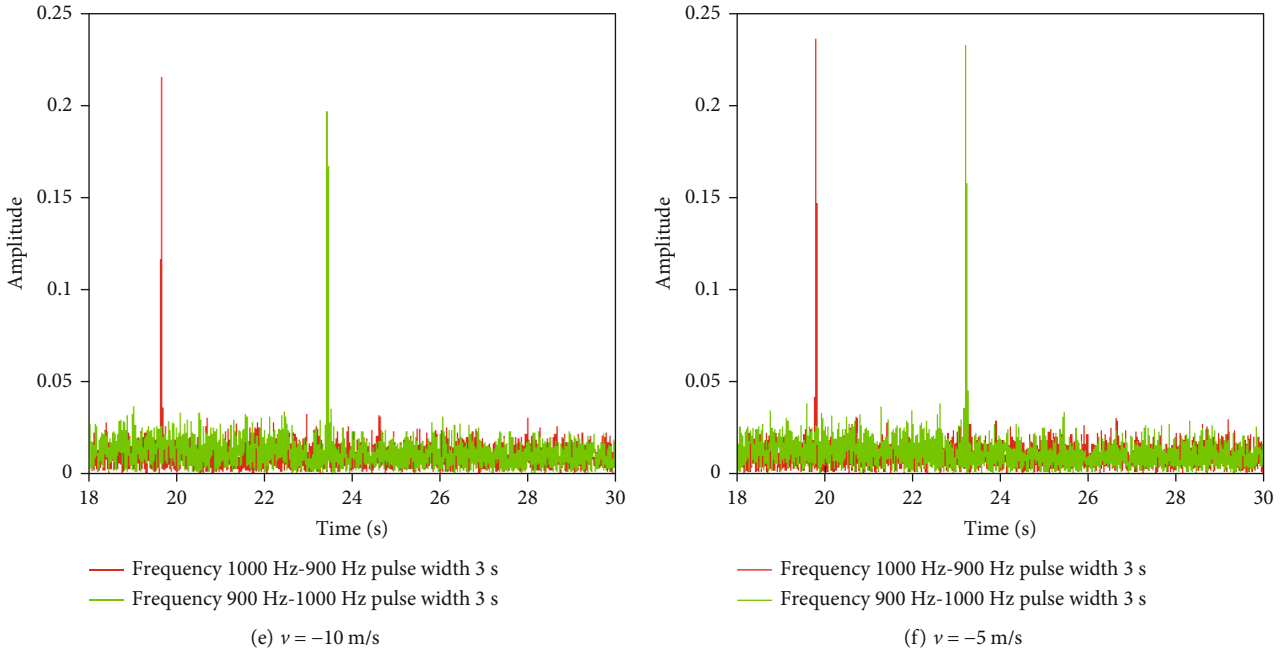 0.25
0.2
0.15
0.1
0.05
0
Amplitude
18 20 22 24 26 28 30
Time (s)
Frequency 1000 Hz-900 Hz pulse width 3 s
Frequency 900 Hz-1000 Hz pulse width 3 s
(e) ν = −10 m/s
0.25
0.2
0.15
0.1
0.05
0
Amplitude
18 20 22 24 26 28 30
Time (s)
Frequency 1000 Hz-900 Hz pulse width 3 s
Frequency 900 Hz-1000 Hz pulse width 3 s
(f) ν = −5 m/s